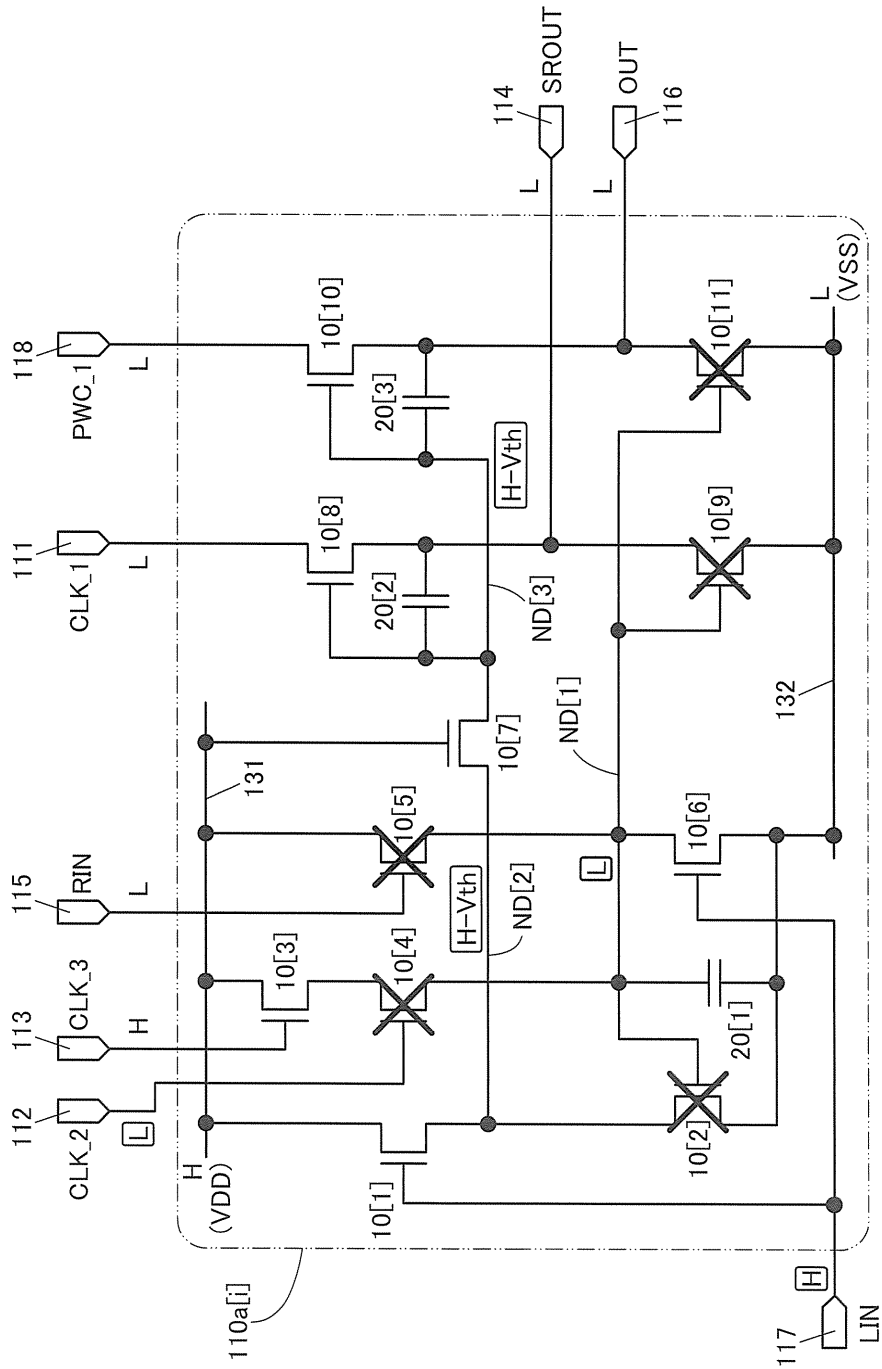 118
PWC_1
L
111
CLK_1
L
115
RIN
L
113
CLK_3
H
112
CLK_2
L
H
(VDD)
131
10[10]
20[3]
10[8]
20[2]
H-Vth
ND[3]
10[7]
10[5]
10[3]
10[4]
10[1]
H-Vth
ND[2]
114
SROUT
L
OUT
116
L
10[11]
10[9]
ND[1]
L
10[6]
20[1]
10[2]
132
L
(VSS)
110a[i]
117
H
LIN